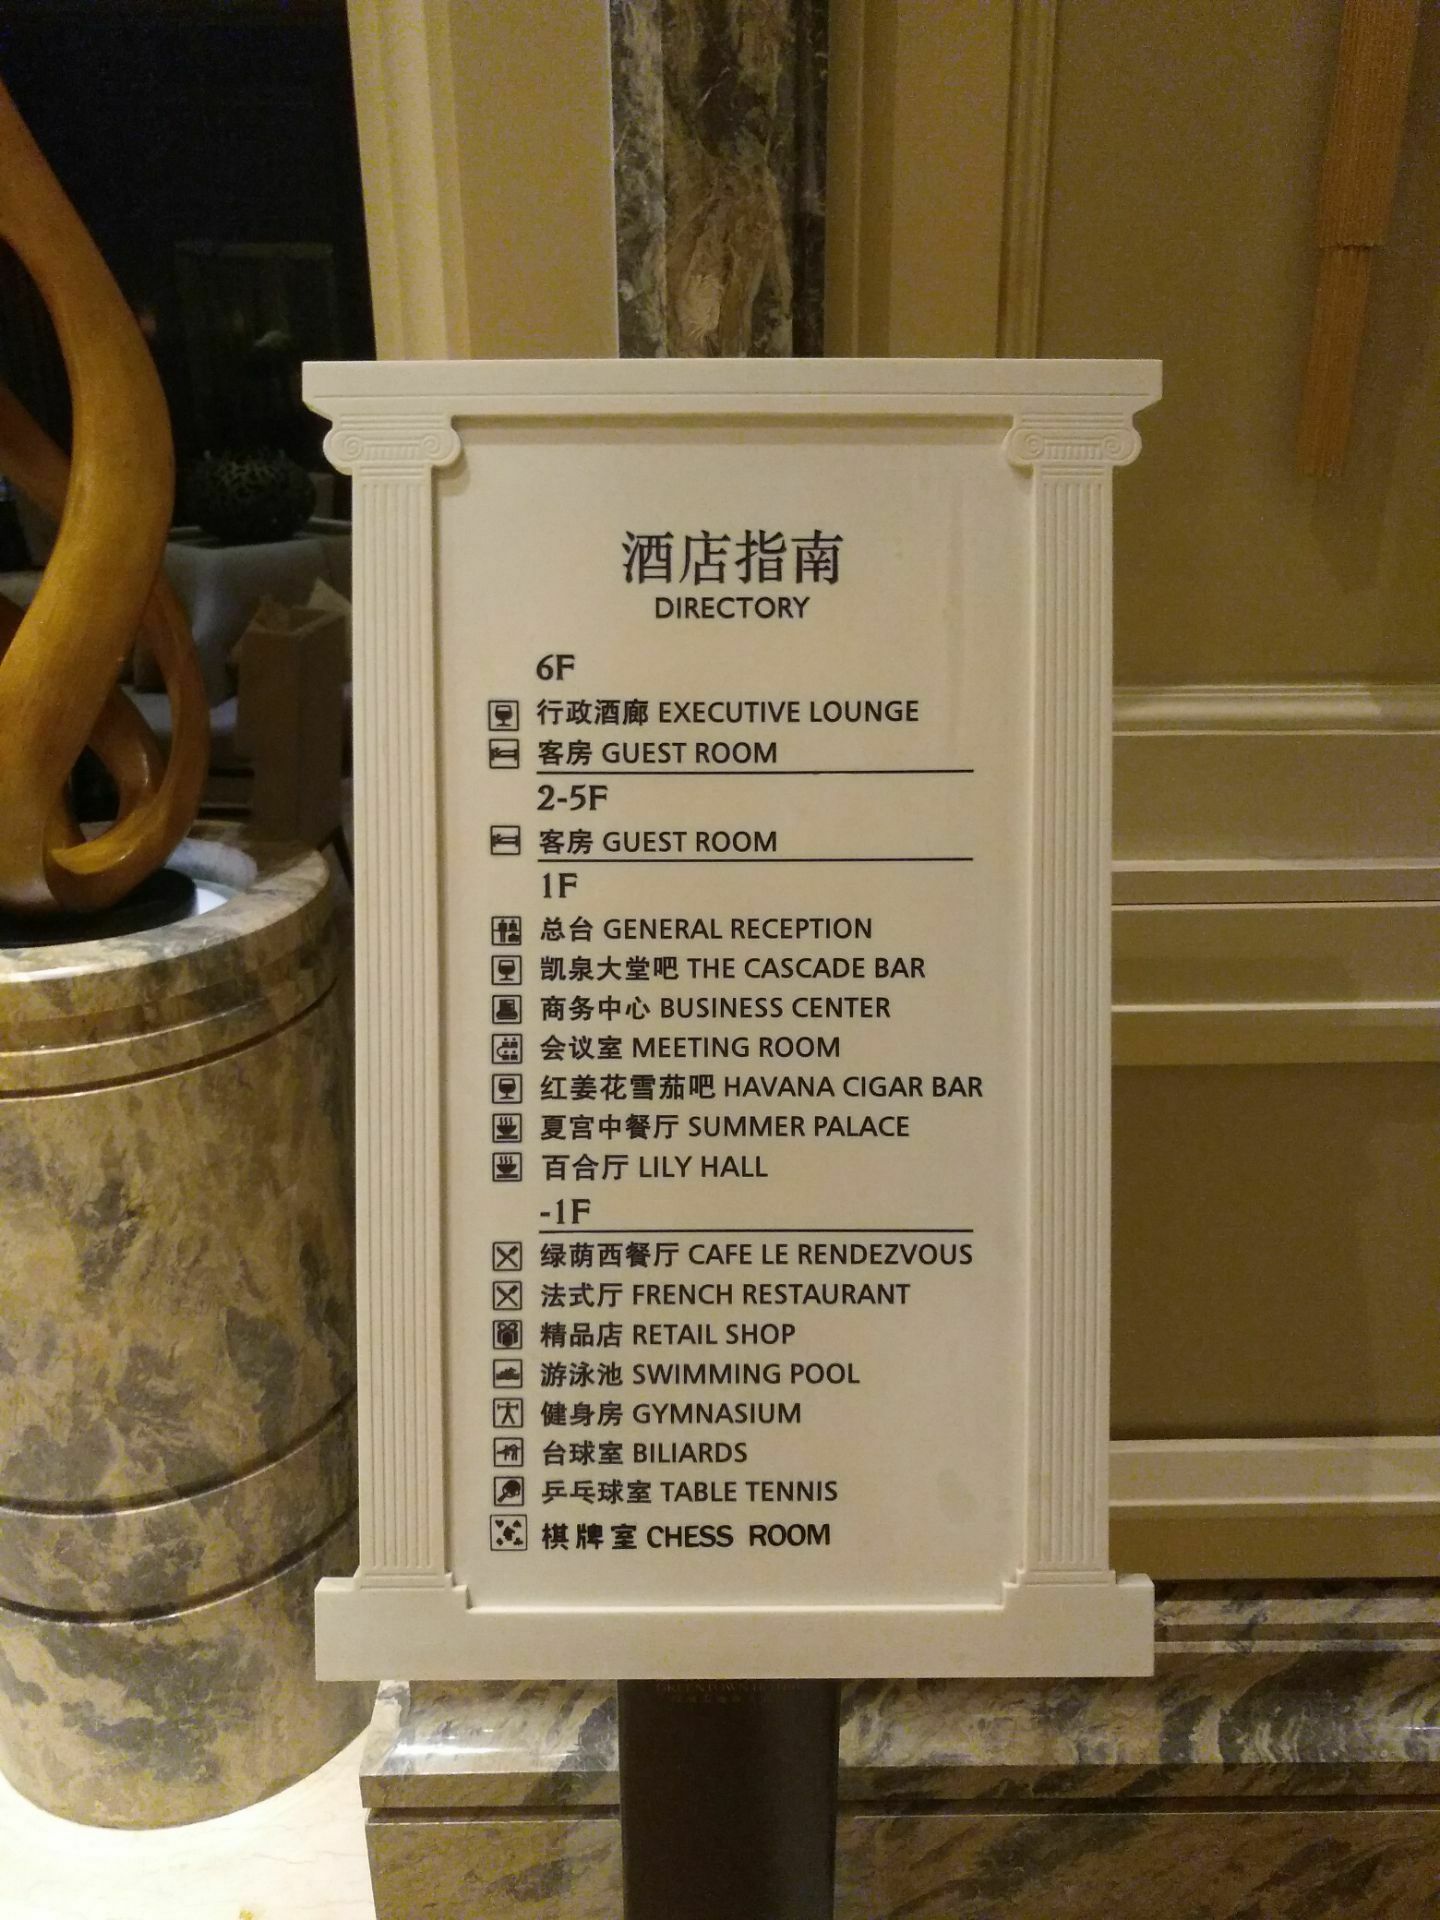 酒店指南
DIRECTORY
6F
行政酒廊 EXECUTIVE LOUNGE
客房 GUEST ROOM
2-5F
客房 GUEST ROOM
1F
总台 GENERAL RECEPTION
凯泉大堂吧 THE CASCADE BAR
商务中心 BUSINESS CENTER
会议室 MEETING ROOM
红姜花雪茄吧 HAVANA CIGAR BAR
夏宫中餐厅 SUMMER PALACE
百合厅 LILY HALL
-1F
绿荫西餐厅 CAFE LE RENDEZVOUS
法式厅 FRENCH RESTAURANT
精品店 RETAIL SHOP
游泳池 SWIMMING POOL
健身房 GYMNASIUM
台球室 BILIARDS
乒乓球室 TABLE TENNIS
棋牌室 CHESS ROOM
GREENTOWN